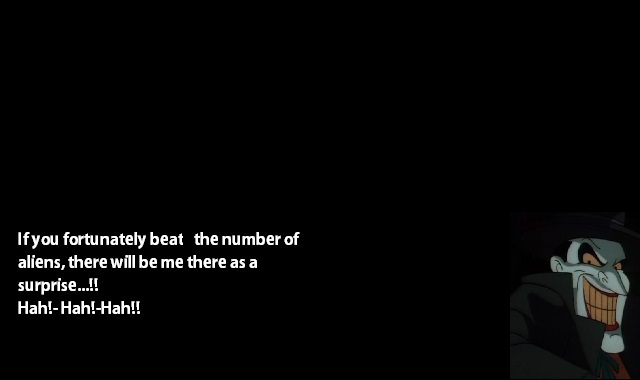 If you fortunately beat the number of
aliens, there will be me there as a
surprise...!!
Hah!- Hah!-Hah!!